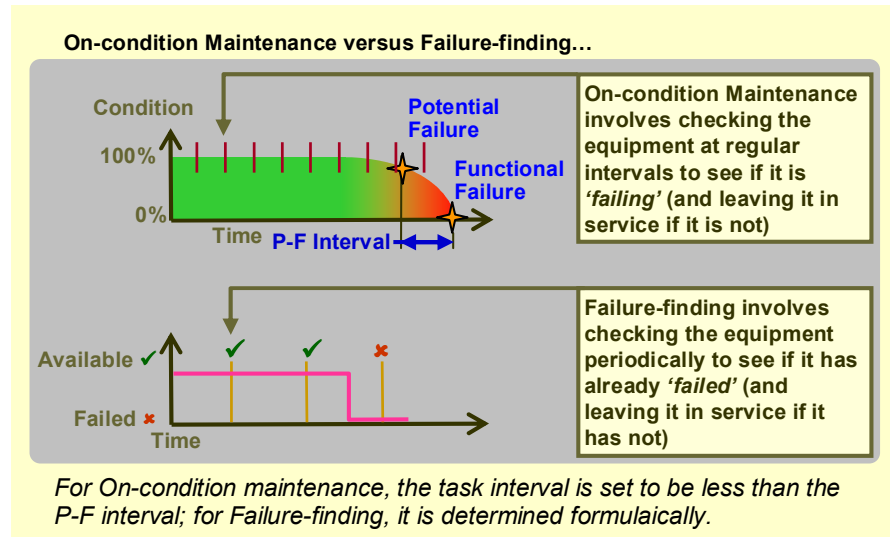 On-condition Maintenance versus Failure-finding…
Condition
100%
0%
Time
Potential
Failure
Functional
Failure
P-F Interval
On-condition Maintenance
involves checking the
equipment at regular
intervals to see if it is
‘failing’ (and leaving it in
service if it is not)
Available ✓
Failed ✘
Time
✓ ✓ ✘
Failure-finding involves
checking the equipment
periodically to see if it has
already ‘failed’ (and
leaving it in service if it
has not)
For On-condition maintenance, the task interval is set to be less than the
P-F interval; for Failure-finding, it is determined formulaically.